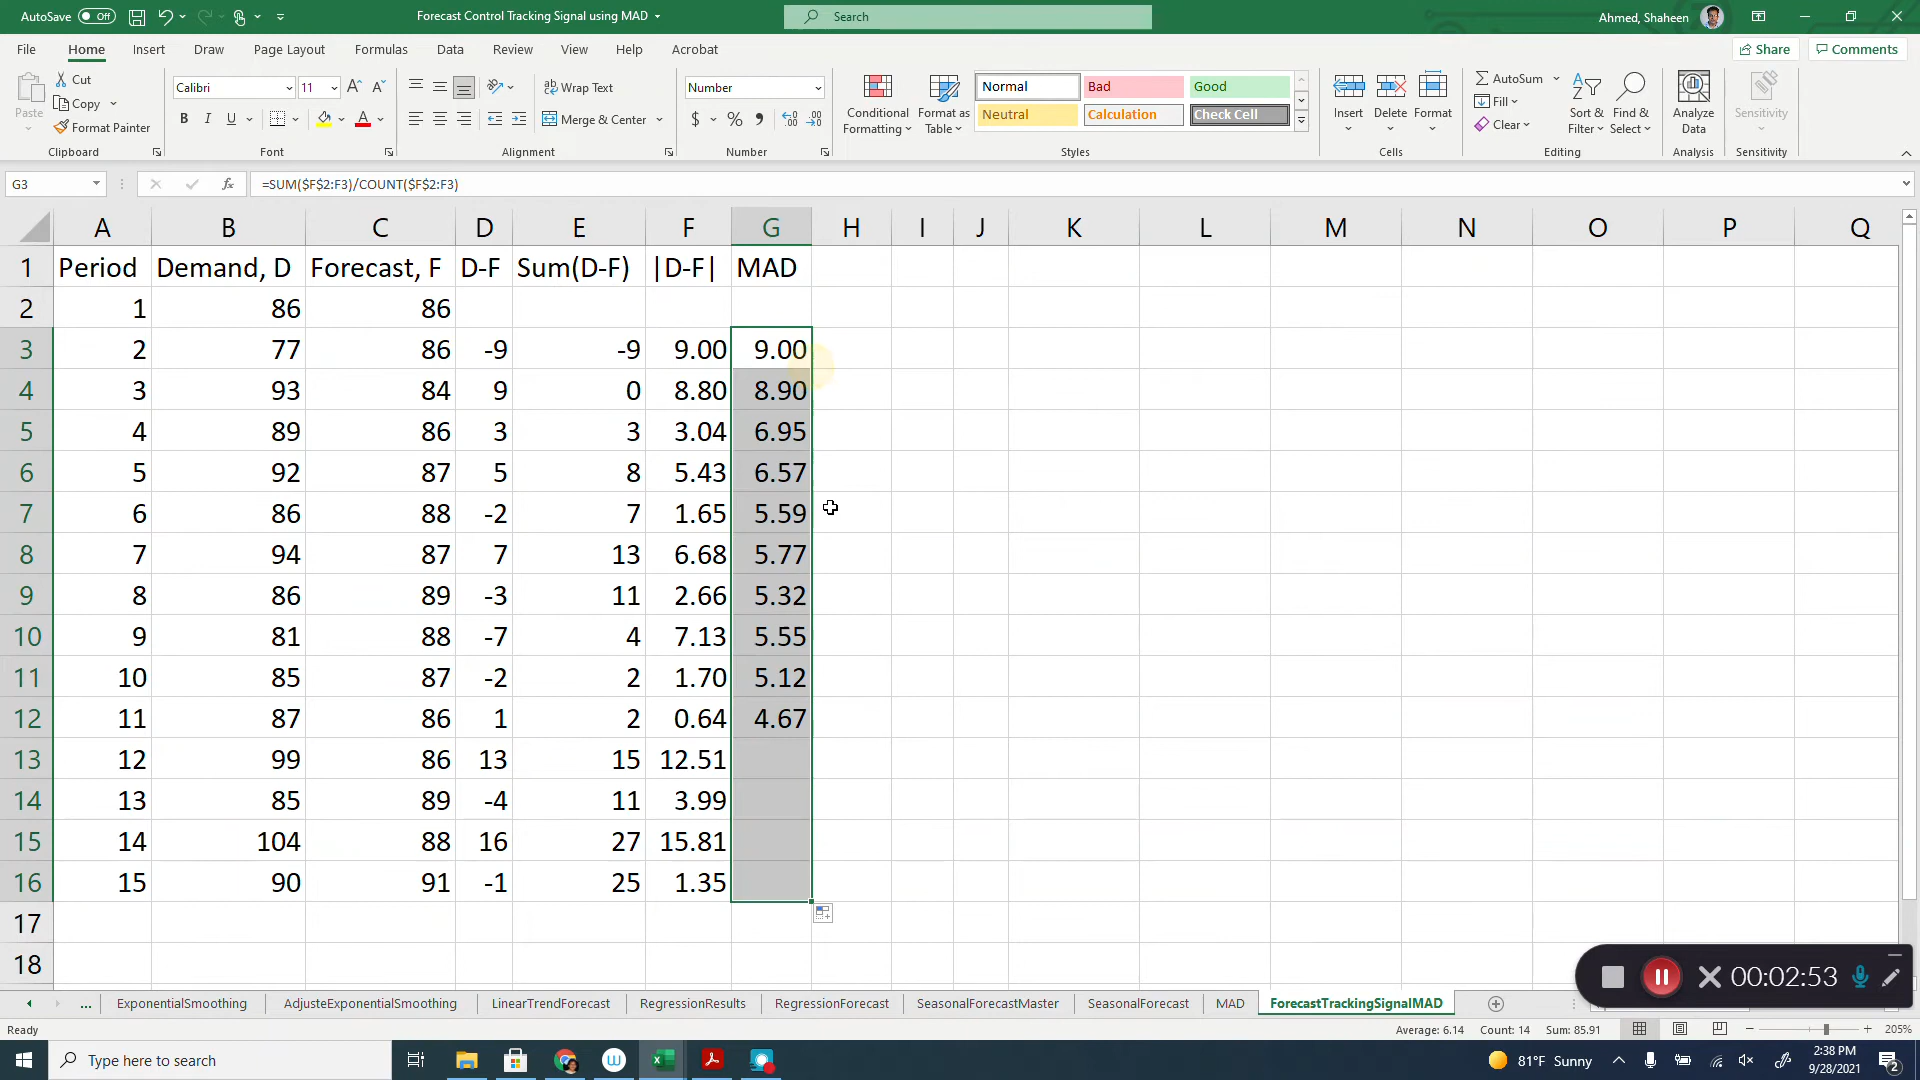 AutoSave Off Forecast Control Tracking Signal using MAD Search Ahmed, Shaheen
File Home Insert Draw Page Layout Formulas Data Review View Help Acrobat Share Comments
Paste Cut Copy Format Painter Clipboard
Calibri 11 A A B I U A Font
ab Wrap Text Merge & Center Alignment
Number $ % 9 Number
Conditional Formatting Format as Table Normal Bad Good Neutral Calculation Check Cell Styles
Insert Delete Format Cells
AutoSum Fill Clear Sort & Filter Find & Select Editing
Analyze Data Analysis Sensitivity Sensitivity
G3 fx =SUM($F$2:F3)/COUNT($F$2:F3)
A B C D E F G H I J K L M N O P Q
1 Period Demand, D Forecast, F D-F Sum(D-F) |D-F| MAD
2 1 86 86
3 2 77 86 -9 -9 9.00 9.00
4 3 93 84 9 0 8.80 8.90
5 4 89 86 3 3 3.04 6.95
6 5 92 87 5 8 5.43 6.57
7 6 86 88 -2 7 1.65 5.59
8 7 94 87 7 13 6.68 5.77
9 8 86 89 -3 11 2.66 5.32
10 9 81 88 -7 4 7.13 5.55
11 10 85 87 -2 2 1.70 5.12
12 11 87 86 1 2 0.64 4.67
13 12 99 86 13 15 12.51
14 13 85 89 -4 11 3.99
15 14 104 88 16 27 15.81
16 15 90 91 -1 25 1.35
17
18
00:02:53
... ExponentialSmoothing AdjusteExponentialSmoothing LinearTrendForecast RegressionResults RegressionForecast SeasonalForecastMaster SeasonalForecast MAD ForecastTrackingSignalMAD
Ready Average: 6.14 Count: 14 Sum: 85.91 205%
Type here to search 81°F Sunny 2:38 PM
9/28/2021 2